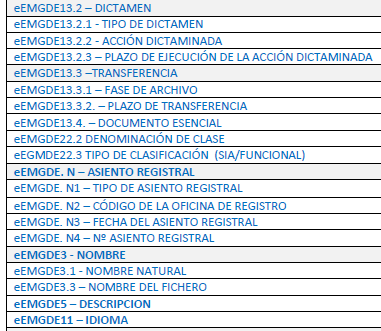 eEMGDE13.2 – DICTAMEN
eEMGDE13.2.1 - TIPO DE DICTAMEN
eEMGDE13.2.2 - ACCIÓN DICTAMINADA
eEMGDE13.2.3 – PLAZO DE EJECUCIÓN DE LA ACCIÓN DICTAMINADA
eEMGDE13.3 –TRANSFERENCIA
eEMGDE13.3.1 – FASE DE ARCHIVO
eEMGDE13.3.2. – PLAZO DE TRANSFERENCIA
eEMGDE13.4. – DOCUMENTO ESENCIAL
eEMGDE22.2 DENOMINACIÓN DE CLASE
eEGMDE22.3 TIPO DE CLASIFICACIÓN (SIA/FUNCIONAL)
eEMGDE. N – ASIENTO REGISTRAL
eEMGDE. N1 – TIPO DE ASIENTO REGISTRAL
eEMGDE. N2 – CÓDIGO DE LA OFICINA DE REGISTRO
eEMGDE. N3 – FECHA DEL ASIENTO REGISTRAL
eEMGDE. N4 – Nº ASIENTO REGISTRAL
eEMGDE3 - NOMBRE
eEMGDE3.1 - NOMBRE NATURAL
eEMGDE3.3 – NOMBRE DEL FICHERO
eEMGDE5 – DESCRIPCION
eEMGDE11 – IDIOMA